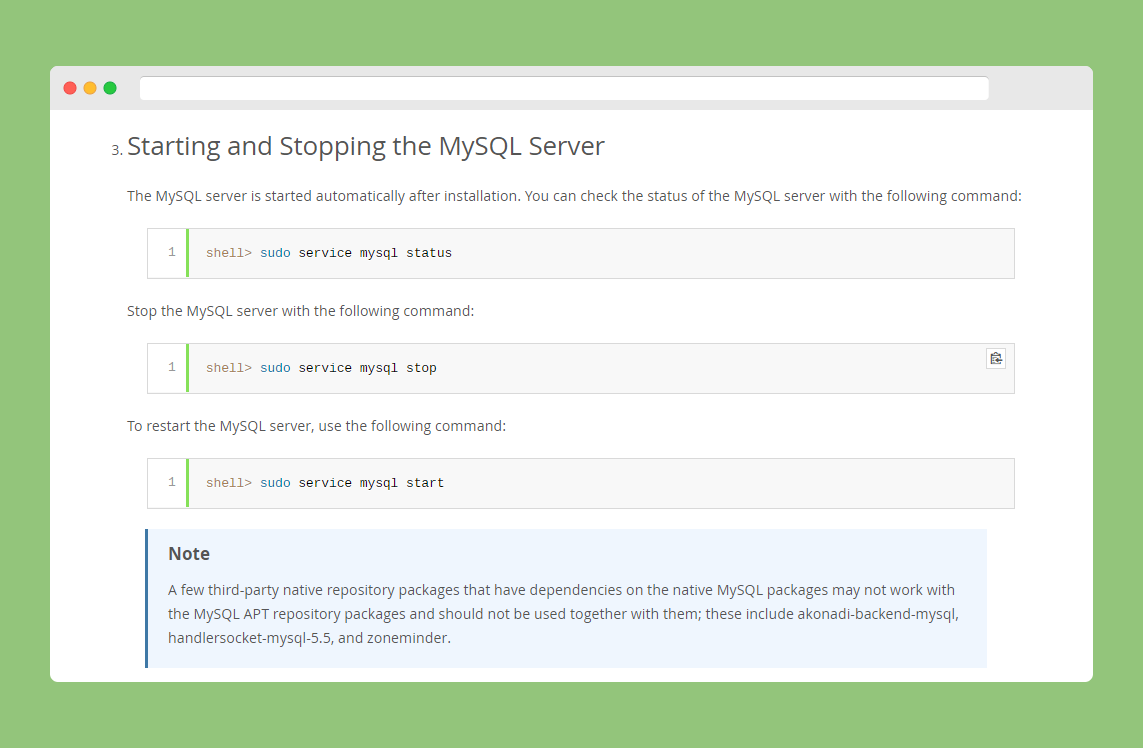 3. Starting and Stopping the MySQL Server
The MySQL server is started automatically after installation. You can check the status of the MySQL server with the following command:
1 shell> sudo service mysql status
Stop the MySQL server with the following command:
1 shell> sudo service mysql stop
To restart the MySQL server, use the following command:
1 shell> sudo service mysql start
Note
A few third-party native repository packages that have dependencies on the native MySQL packages may not work with
the MySQL APT repository packages and should not be used together with them; these include akonadi-backend-mysql,
handlersocket-mysql-5.5, and zoneminder.